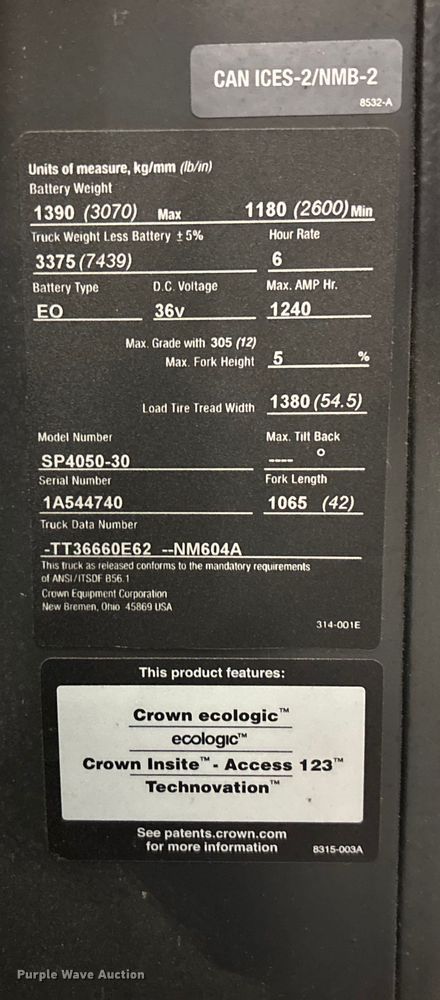 CAN ICES-2/NMB-2
8532-A
Units of measure, kg/mm (lb/in)
Battery Weight
1390 (3070) Max 1180 (2600) Min
Truck Weight Less Battery ± 5% Hour Rate
3375 (7439) 6
Battery Type D.C. Voltage Max. AMP Hr.
EO 36v 1240
Max. Grade with 305 (12)
Max. Fork Height 5 %
Load Tire Tread Width 1380 (54.5)
Model Number Max. Tilt Back
SP4050-30 ---- °
Serial Number Fork Length
1A544740 1065 (42)
Truck Data Number
-TT36660E62 --NM604A
This truck as released conforms to the mandatory requirements
of ANSI/ITSDF B56.1
Crown Equipment Corporation
New Bremen, Ohio 45869 USA
314-001E
This product features:
Crown ecologic™
ecologic™
Crown Insite™ - Access 123™
Technovation™
See patents.crown.com
for more information 8315-003A
Purple Wave Auction